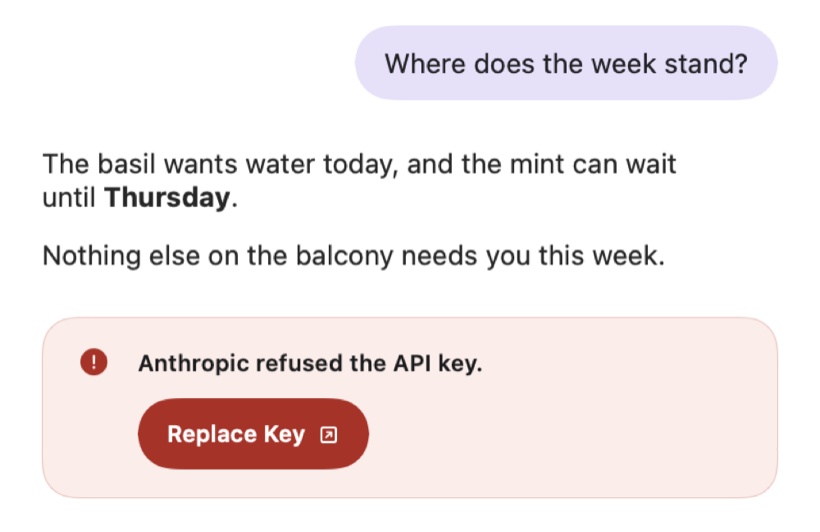 Where does the week stand?
The basil wants water today, and the mint can wait
until Thursday.
Nothing else on the balcony needs you this week.
Anthropic refused the API key.
Replace Key